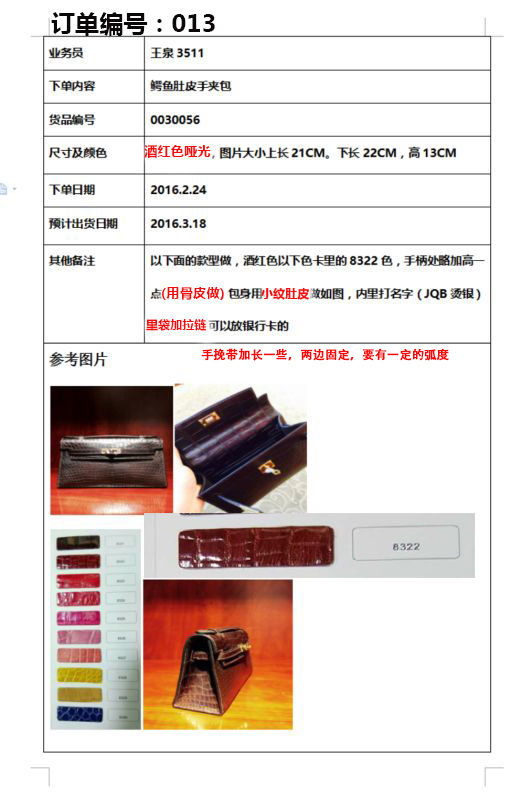 订单编号：013
业务员 王泉 3511
下单内容 鳄鱼肚皮手夹包
货品编号 0030056
尺寸及颜色 酒红色哑光，图片大小上长 21CM。下长 22CM，高 13CM
下单日期 2016.2.24
预计出货日期 2016.3.18
其他备注 以下面的款型做，酒红色以下色卡里的 8322 色，手柄处略加高一
点(用骨皮做) 包身用小纹肚皮做如图，内里打名字（JQB 烫银）
里袋加拉链 可以放银行卡的
参考图片 手挽带加长一些，两边固定，要有一定的弧度
8322